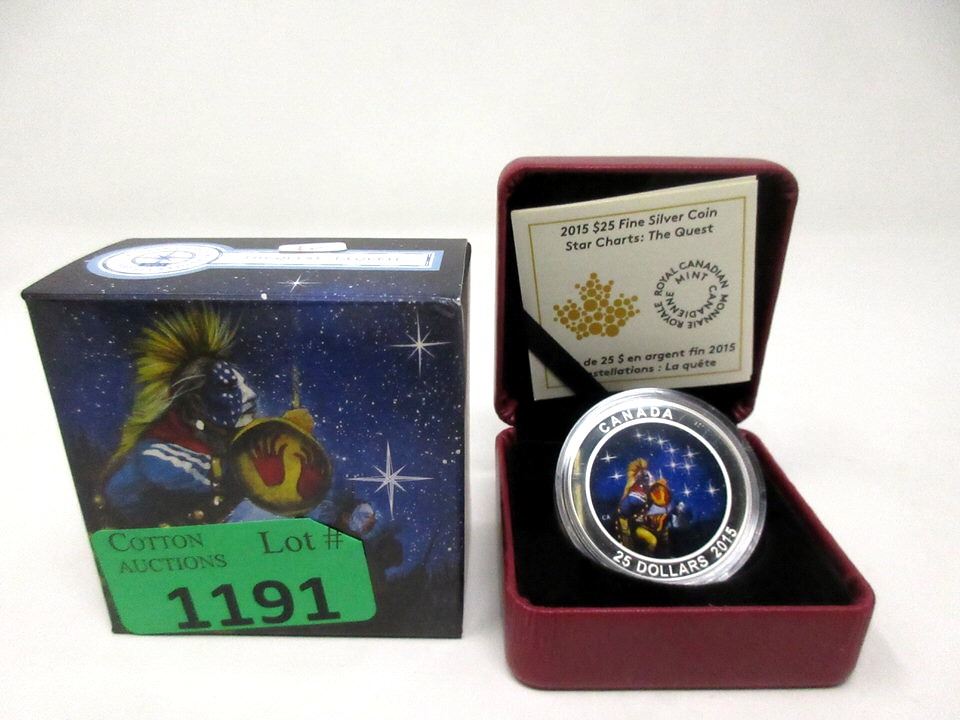 COTTON
AUCTIONS
Lot #
1191
2015 $25 Fine Silver Coin
Star Charts: The Quest
ROYAL CANADIAN MINT
MONNAIE ROYALE CANADIENNE
de 25 $ en argent fin 2015
stellations : La quête
CANADA
25 DOLLARS 2015